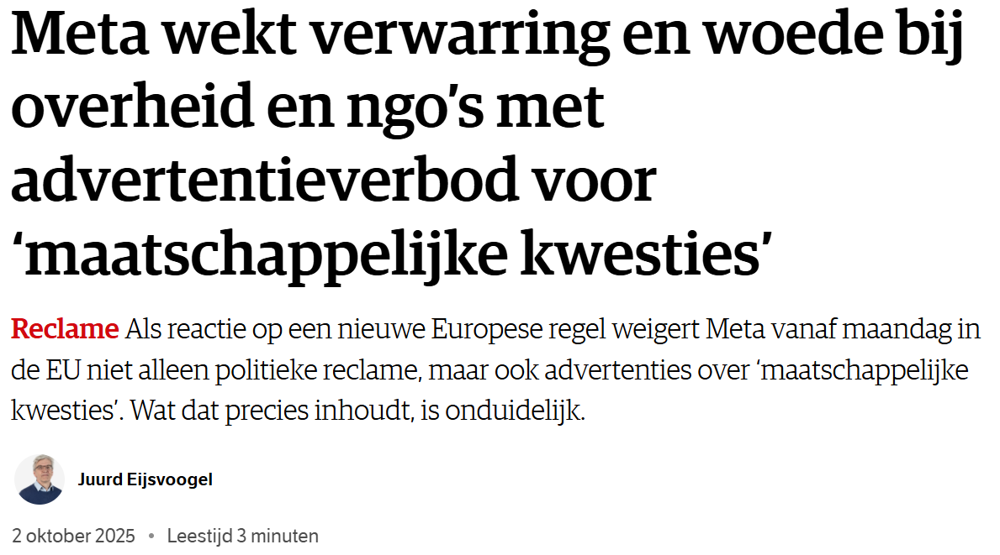 Meta wekt verwarring en woede bij
overheid en ngo’s met
advertentieverbod voor
‘maatschappelijke kwesties’
Reclame Als reactie op een nieuwe Europese regel weigert Meta vanaf maandag in
de EU niet alleen politieke reclame, maar ook advertenties over ‘maatschappelijke
kwesties’. Wat dat precies inhoudt, is onduidelijk.
Juurd Eijsvoogel
2 oktober 2025 • Leestijd 3 minuten